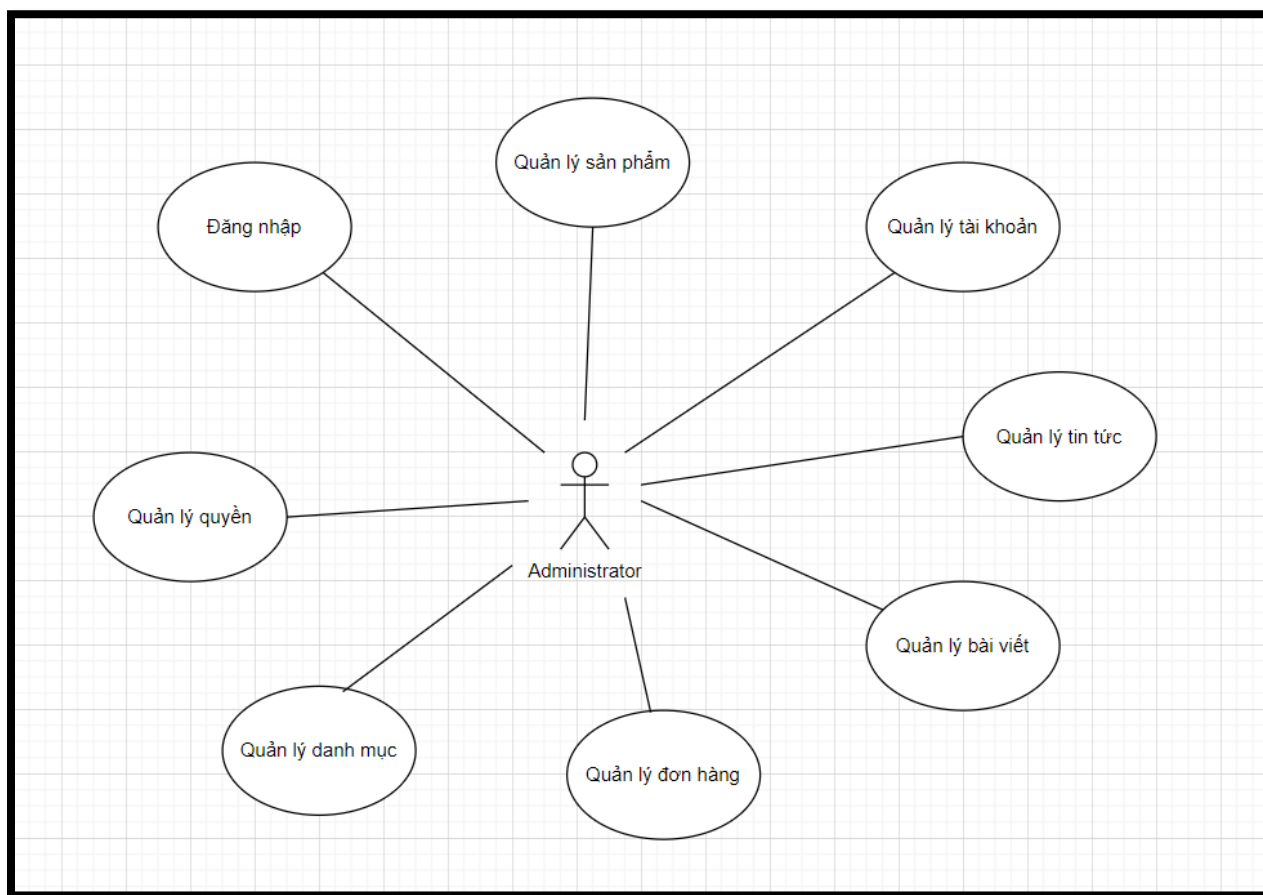 Quản lý sản phẩm
Đăng nhập
Quản lý tài khoản
Quản lý tin tức
Quản lý quyền
Administrator
Quản lý bài viết
Quản lý danh mục
Quản lý đơn hàng